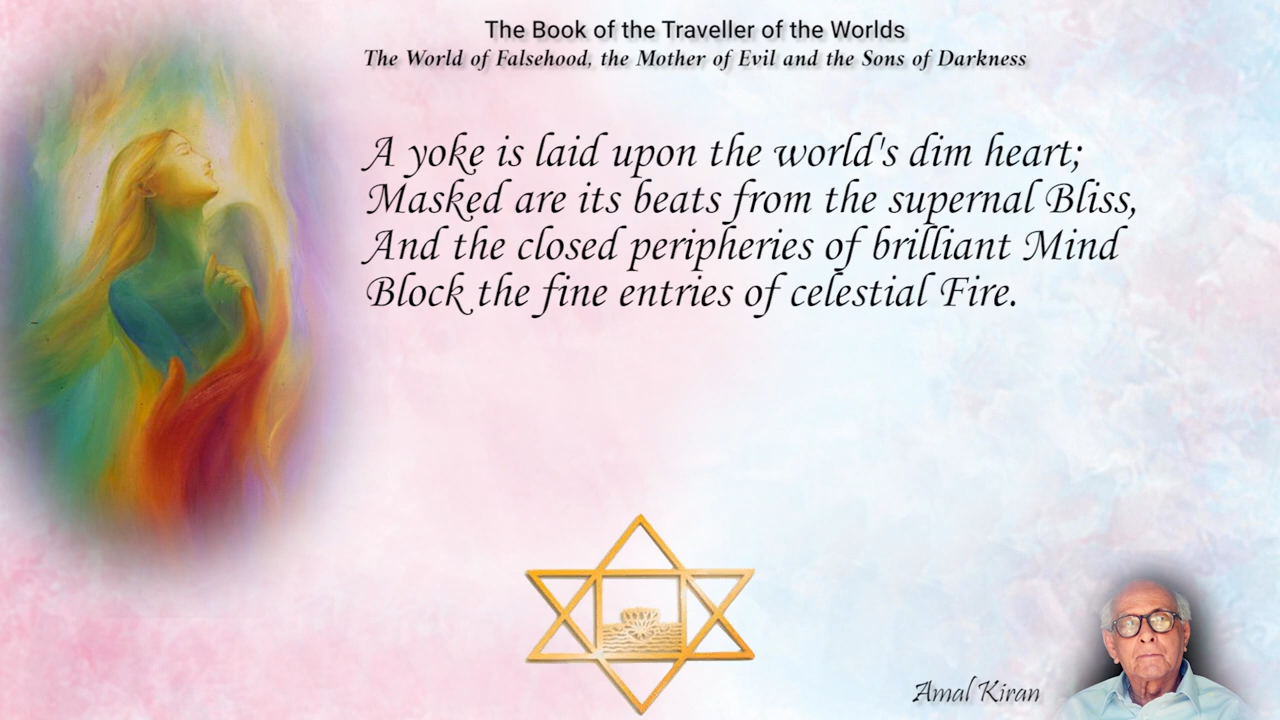 The Book of the Traveller of the Worlds
The World of Falsehood, the Mother of Evil and the Sons of Darkness
A yoke is laid upon the world's dim heart;
Masked are its beats from the supernal Bliss,
And the closed peripheries of brilliant Mind
Block the fine entries of celestial Fire.
Amal Kiran